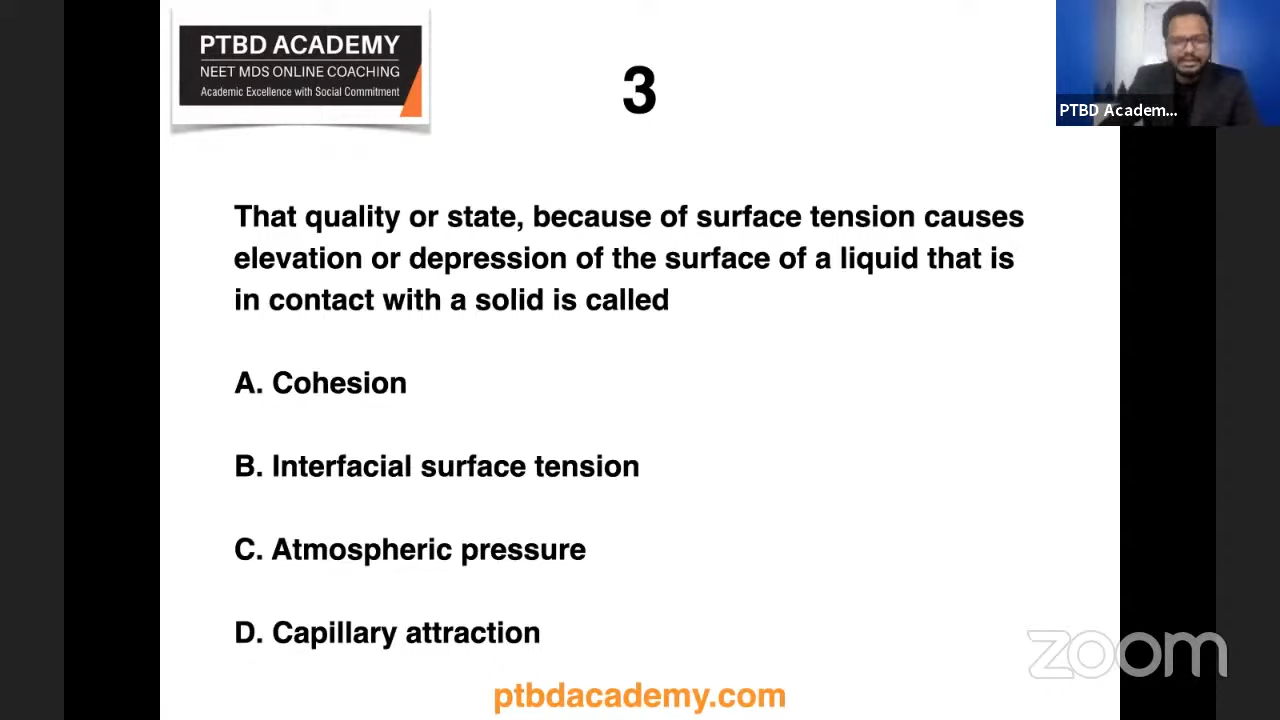 PTBD ACADEMY
NEET MDS ONLINE COACHING
Academic Excellence with Social Commitment
3
PTBD Academ...
That quality or state, because of surface tension causes
elevation or depression of the surface of a liquid that is
in contact with a solid is called
A. Cohesion
B. Interfacial surface tension
C. Atmospheric pressure
D. Capillary attraction
zoom
ptbdacademy.com